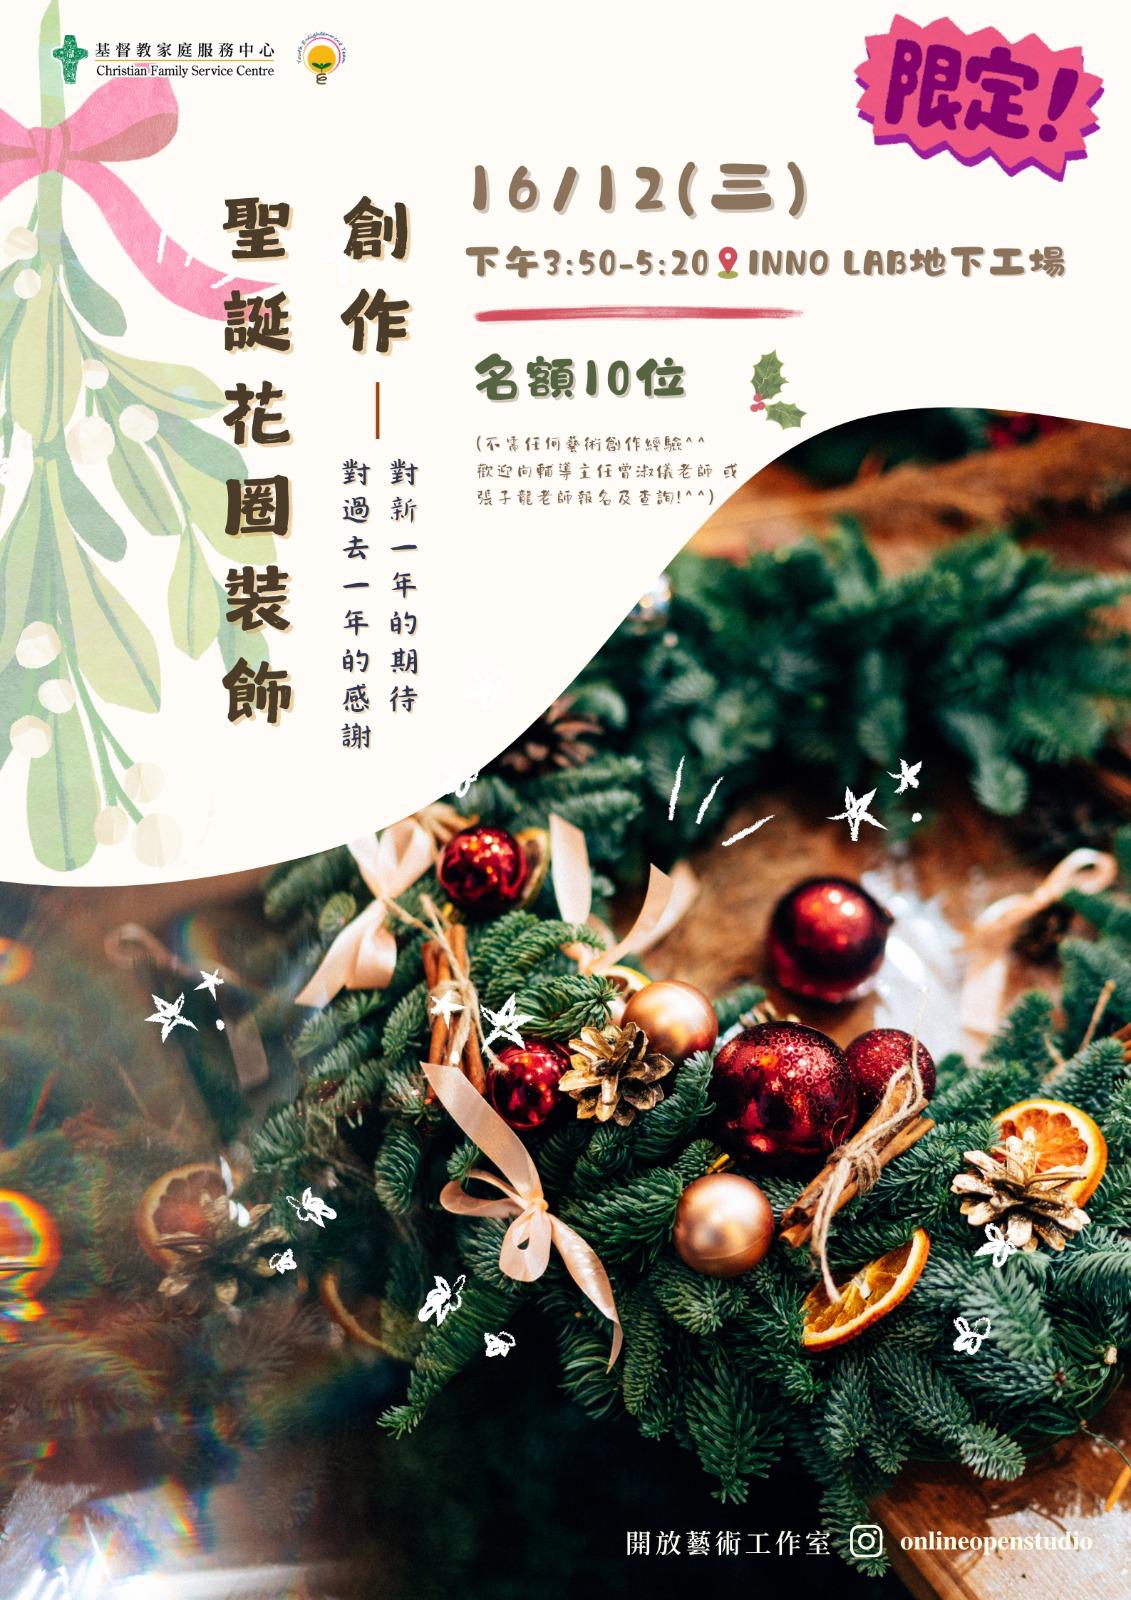 基督教家庭服務中心
Christian Family Service Centre
Youth Enlightenment Team
限定!
16/12(三)
下午3:50-5:20 INNO LAB地下工場
名額10位
(不需任何藝術創作經驗^^
歡迎向輔導主任曾淑儀老師 或
張子龍老師報名及查詢!^^)
創作—
對新一年的期待
對過去一年的感謝
聖誕花圈裝飾
開放藝術工作室 onlineopenstudio